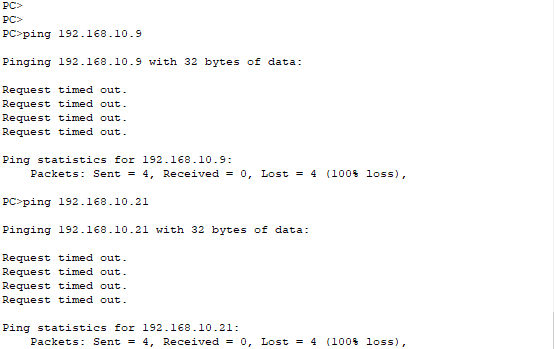 PC>
PC>
PC>ping 192.168.10.9
Pinging 192.168.10.9 with 32 bytes of data:
Request timed out.
Request timed out.
Request timed out.
Request timed out.
Ping statistics for 192.168.10.9:
    Packets: Sent = 4, Received = 0, Lost = 4 (100% loss),
PC>ping 192.168.10.21
Pinging 192.168.10.21 with 32 bytes of data:
Request timed out.
Request timed out.
Request timed out.
Request timed out.
Ping statistics for 192.168.10.21:
    Packets: Sent = 4, Received = 0, Lost = 4 (100% loss),